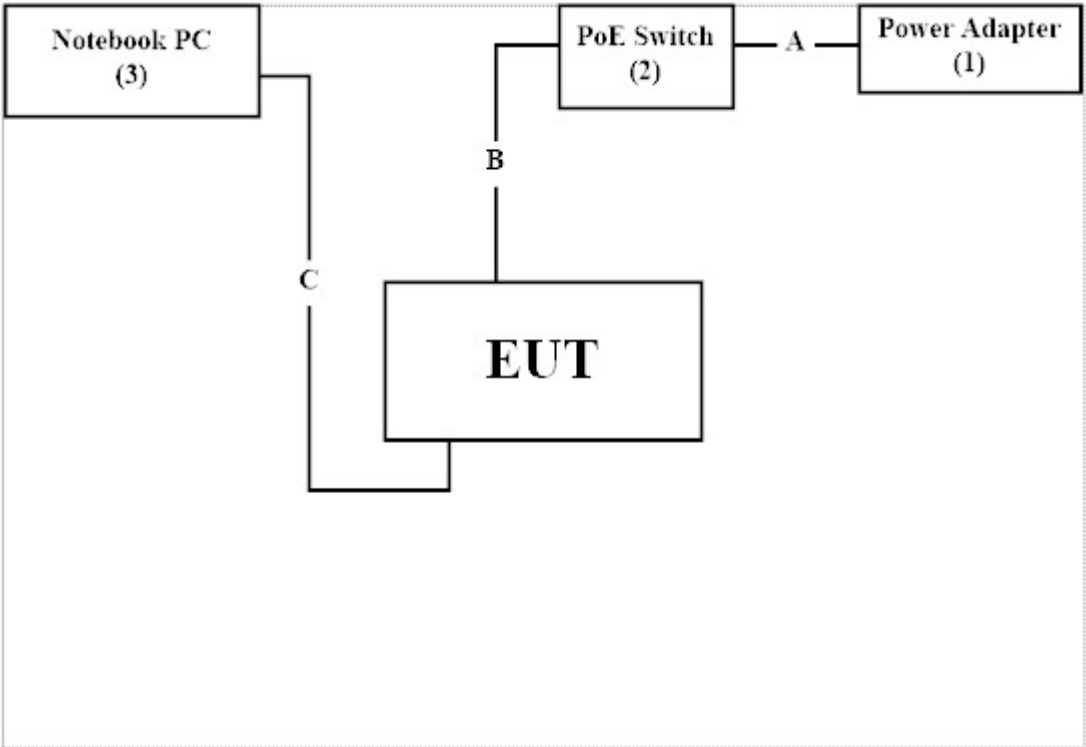 Notebook PC
(3)
PoE Switch
(2)
A
Power Adapter
(1)
B
C
EUT